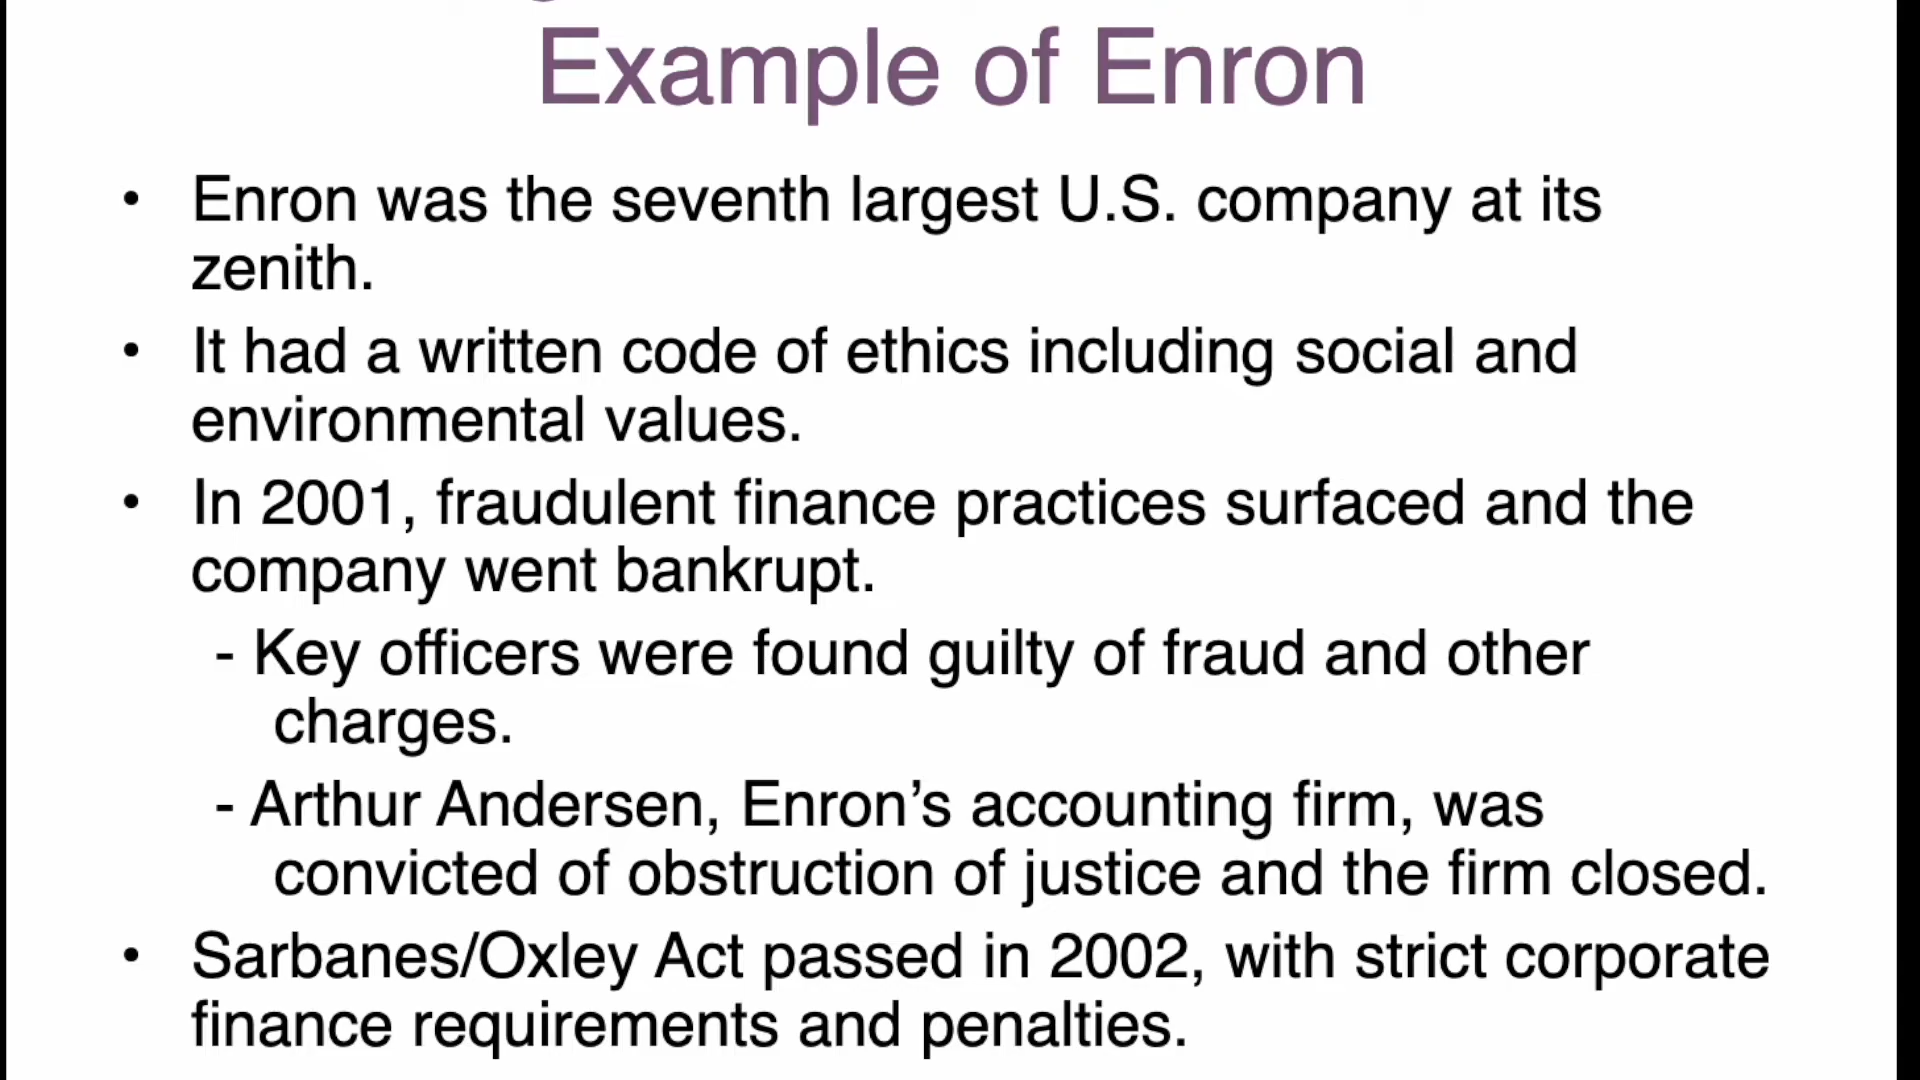 Example of Enron
• Enron was the seventh largest U.S. company at its
zenith.
• It had a written code of ethics including social and
environmental values.
• In 2001, fraudulent finance practices surfaced and the
company went bankrupt.
- Key officers were found guilty of fraud and other
charges.
- Arthur Andersen, Enron’s accounting firm, was
convicted of obstruction of justice and the firm closed.
• Sarbanes/Oxley Act passed in 2002, with strict corporate
finance requirements and penalties.